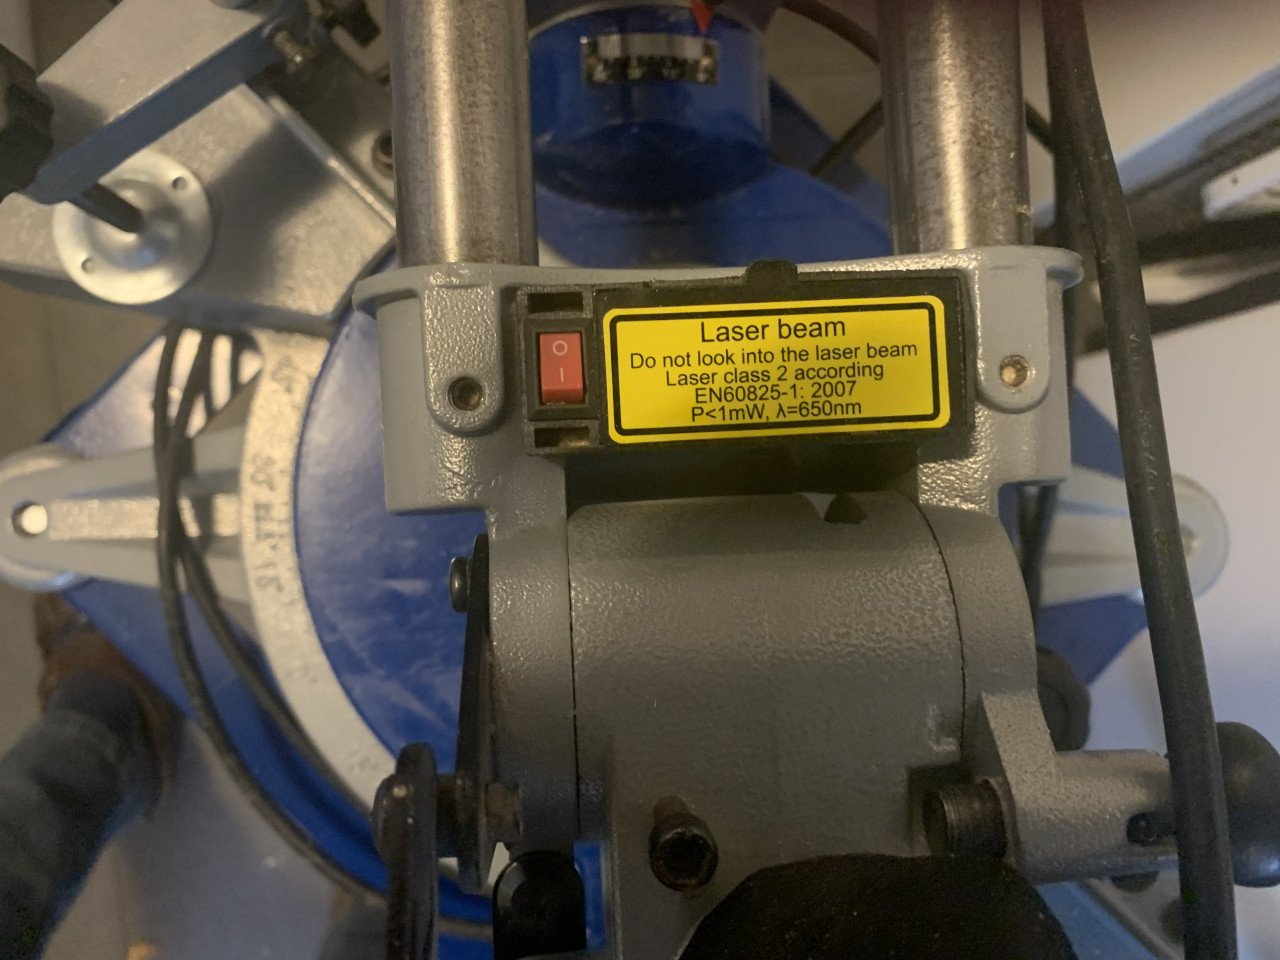 O
I
Laser beam
Do not look into the laser beam
Laser class 2 according
EN60825-1: 2007
P<1mW, λ=650nm